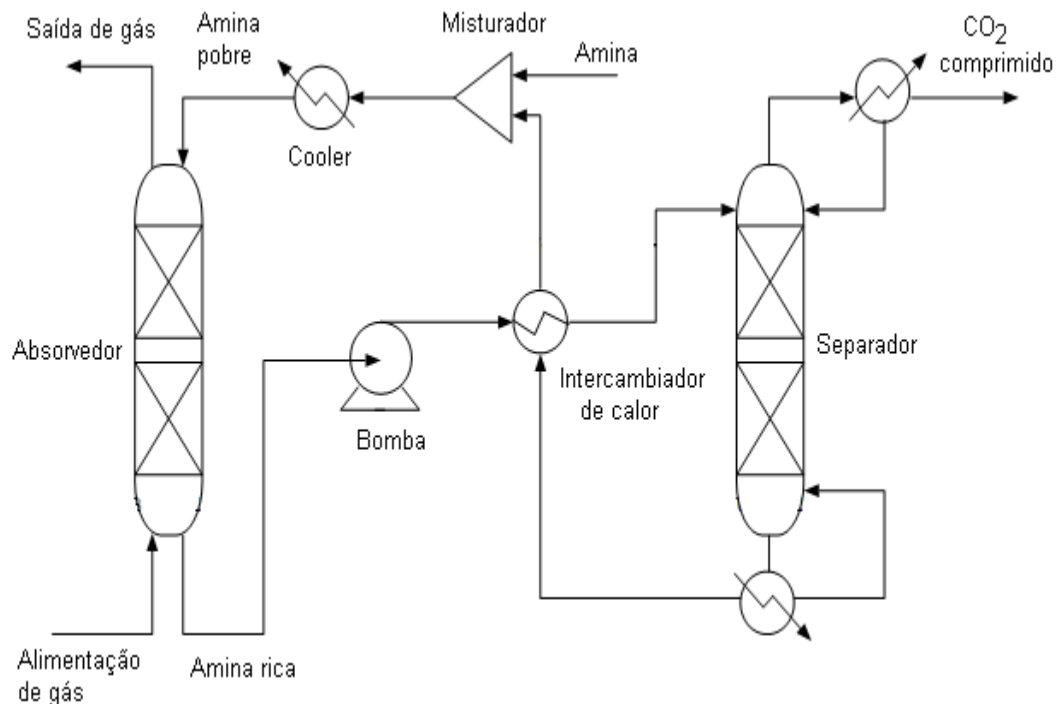 Saída de gás
Amina
pobre
Misturador
Amina
CO2
comprimido
Cooler
Absorvedor
Bomba
Intercambiador
de calor
Separador
Alimentação
de gás
Amina rica